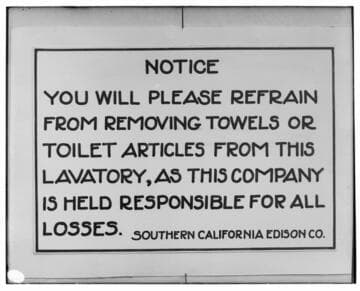 NOTICE
YOU WILL PLEASE REFRAIN
FROM REMOVING TOWELS OR
TOILET ARTICLES FROM THIS
LAVATORY, AS THIS COMPANY
IS HELD RESPONSIBLE FOR ALL
LOSSES. SOUTHERN CALIFORNIA EDISON CO.